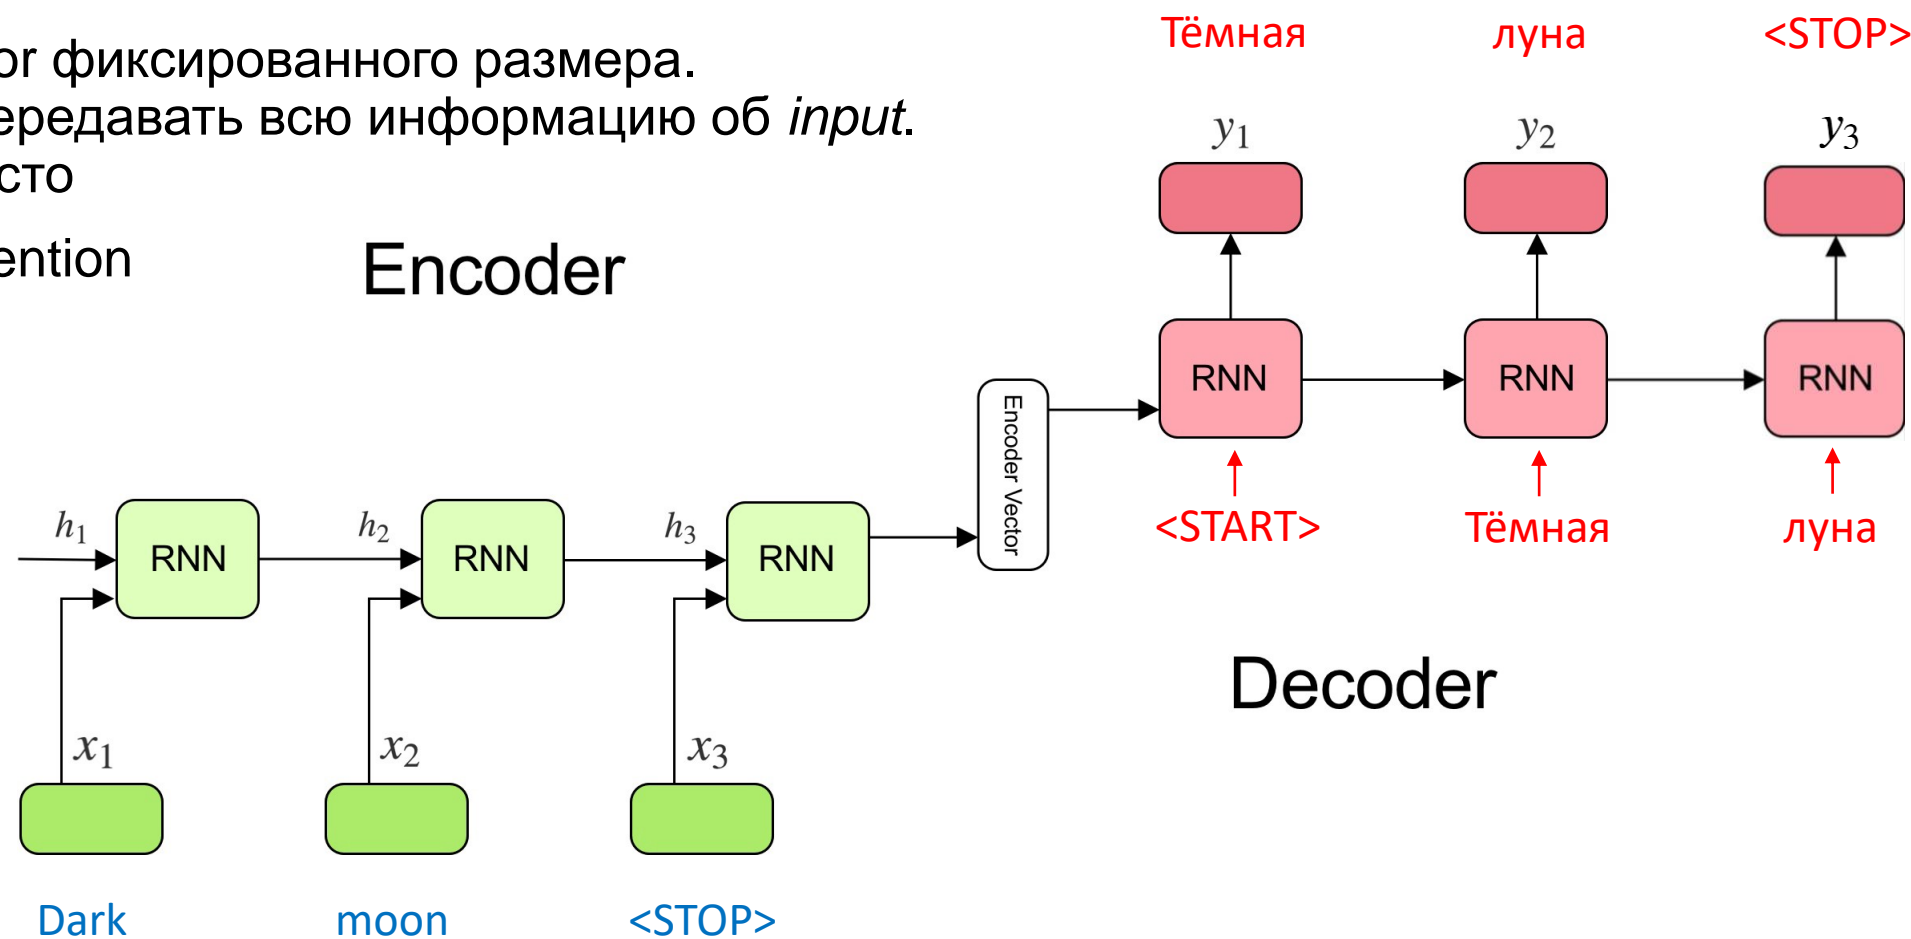 Тёмная луна <STOP>
or фиксированного размера.
ередавать всю информацию об input.
сто
ention
Encoder
y1 y2 y3
RNN RNN RNN
Encoder Vector
<START> Тёмная луна
h1 h2 h3
RNN RNN RNN
Decoder
x1 x2 x3
Dark moon <STOP>